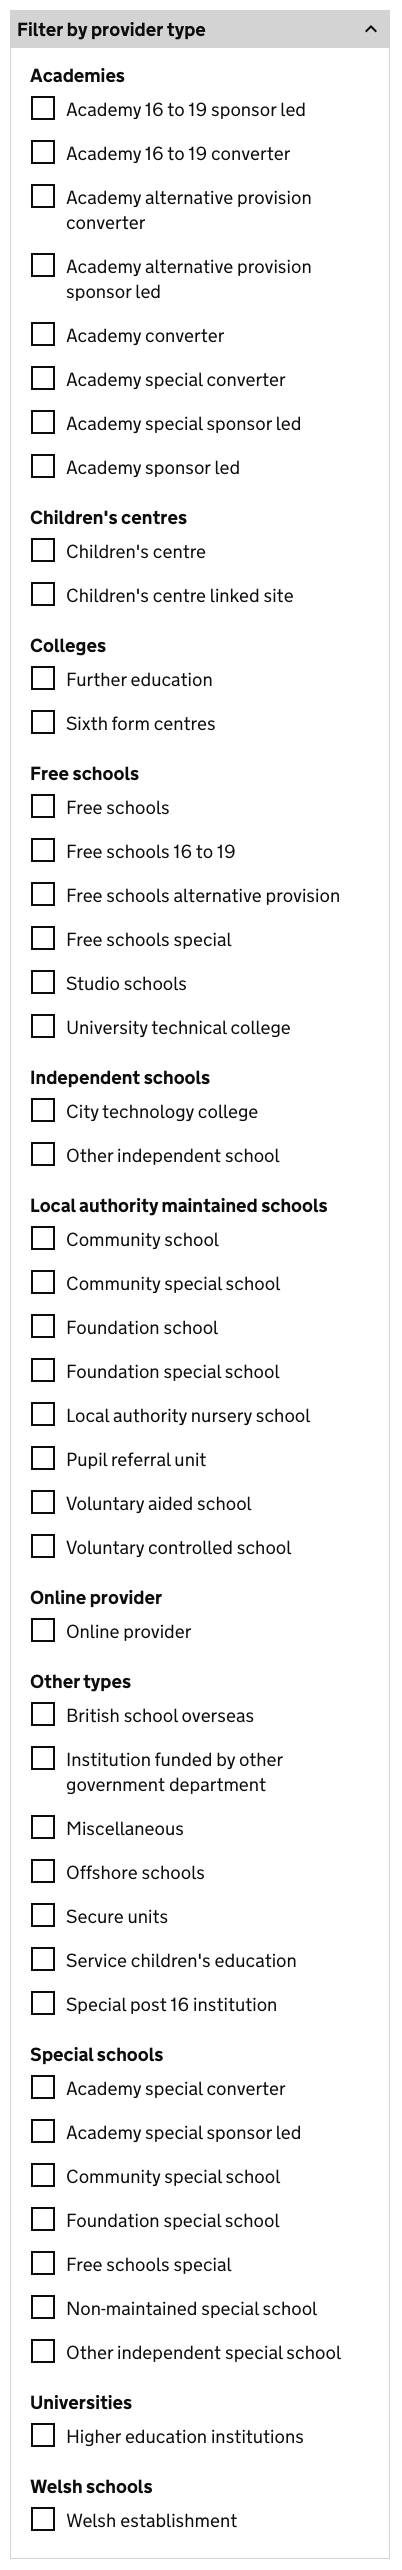 Filter by provider type
Academies
Academy 16 to 19 sponsor led
Academy 16 to 19 converter
Academy alternative provision
converter
Academy alternative provision
sponsor led
Academy converter
Academy special converter
Academy special sponsor led
Academy sponsor led
Children's centres
Children's centre
Children's centre linked site
Colleges
Further education
Sixth form centres
Free schools
Free schools
Free schools 16 to 19
Free schools alternative provision
Free schools special
Studio schools
University technical college
Independent schools
City technology college
Other independent school
Local authority maintained schools
Community school
Community special school
Foundation school
Foundation special school
Local authority nursery school
Pupil referral unit
Voluntary aided school
Voluntary controlled school
Online provider
Online provider
Other types
British school overseas
Institution funded by other
government department
Miscellaneous
Offshore schools
Secure units
Service children's education
Special post 16 institution
Special schools
Academy special converter
Academy special sponsor led
Community special school
Foundation special school
Free schools special
Non-maintained special school
Other independent special school
Universities
Higher education institutions
Welsh schools
Welsh establishment